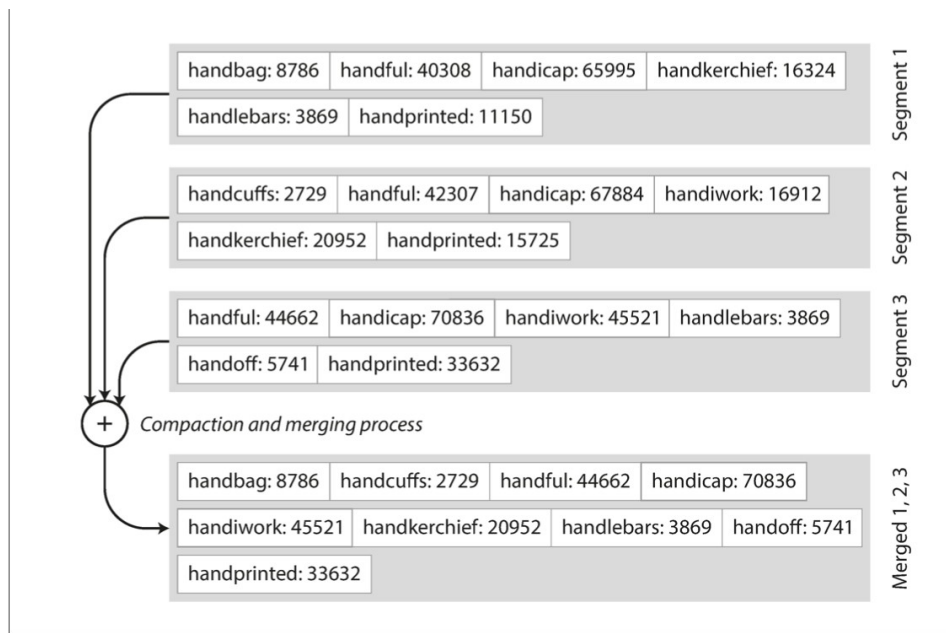 handbag: 8786 handful: 40308 handicap: 65995 handkerchief: 16324
handlebars: 3869 handprinted: 11150
Segment 1
handcuffs: 2729 handful: 42307 handicap: 67884 handiwork: 16912
handkerchief: 20952 handprinted: 15725
Segment 2
handful: 44662 handicap: 70836 handiwork: 45521 handlebars: 3869
handoff: 5741 handprinted: 33632
Segment 3
+ Compaction and merging process
handbag: 8786 handcuffs: 2729 handful: 44662 handicap: 70836
handiwork: 45521 handkerchief: 20952 handlebars: 3869 handoff: 5741
handprinted: 33632
Merged 1, 2, 3